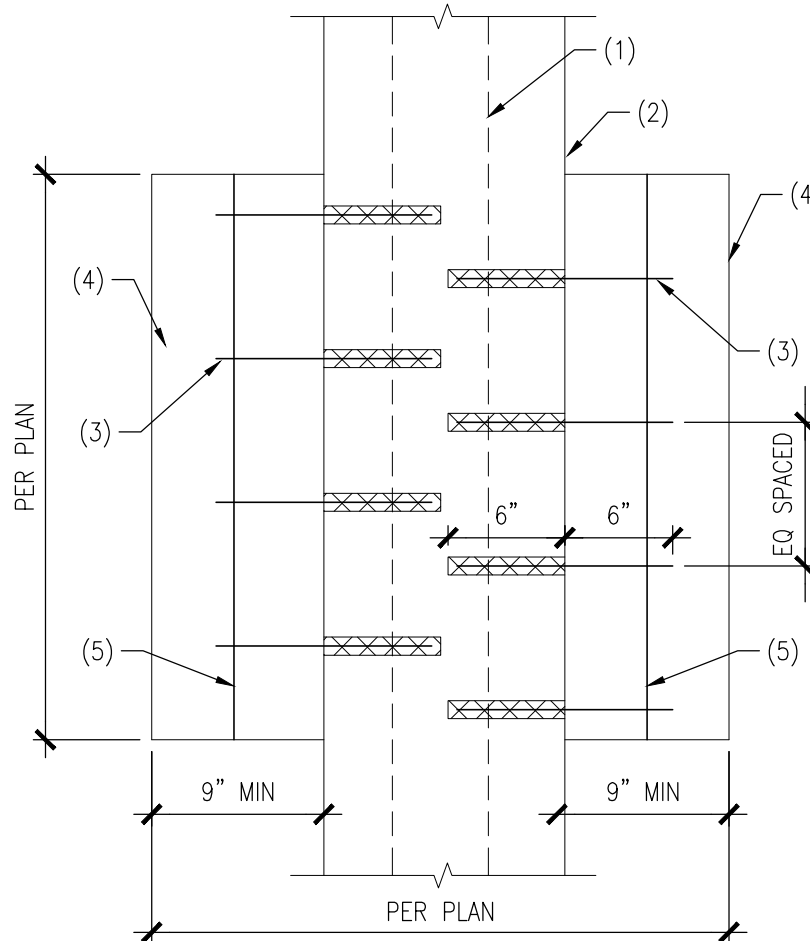 (1)
(2)
(4
(4)
(3)
(3)
PER PLAN
EQ SPACED
6”
6”
(5)
(5)
9” MIN
9” MIN
PER PLAN